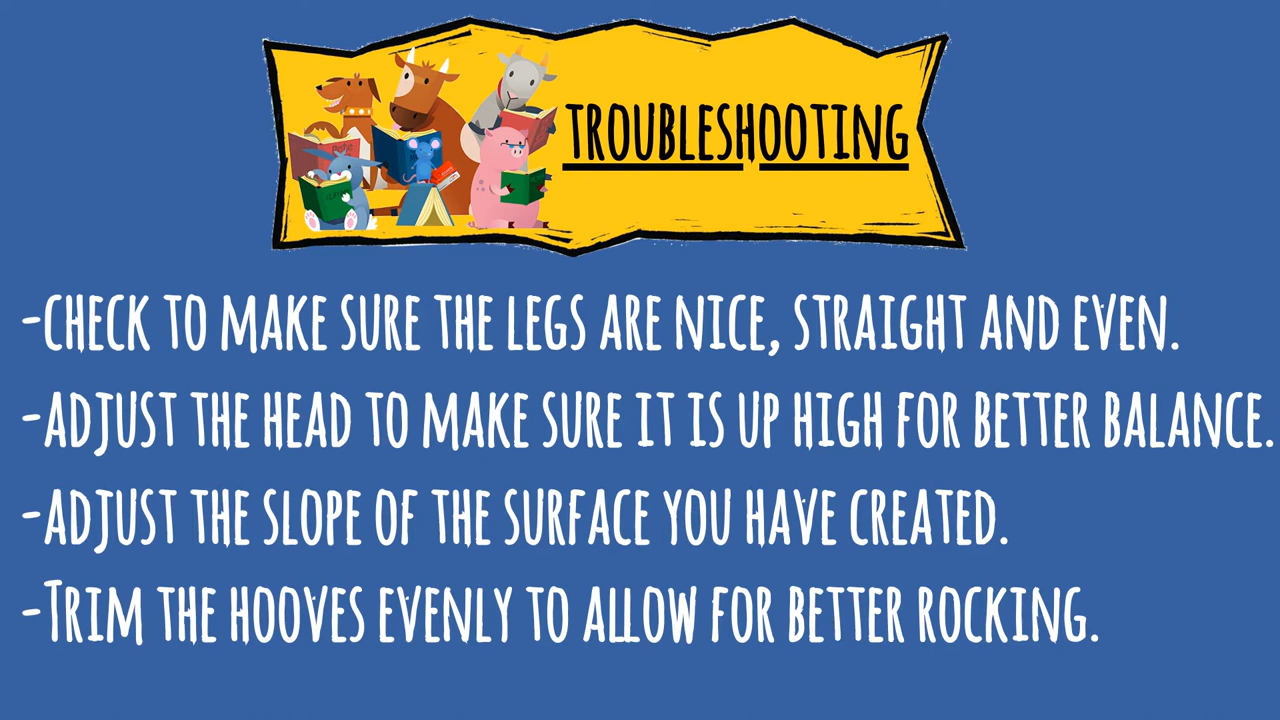 TROUBLESHOOTING
-CHECK TO MAKE SURE THE LEGS ARE NICE, STRAIGHT AND EVEN.
-ADJUST THE HEAD TO MAKE SURE IT IS UP HIGH FOR BETTER BALANCE.
-ADJUST THE SLOPE OF THE SURFACE YOU HAVE CREATED.
-TRIM THE HOOVES EVENLY TO ALLOW FOR BETTER ROCKING.